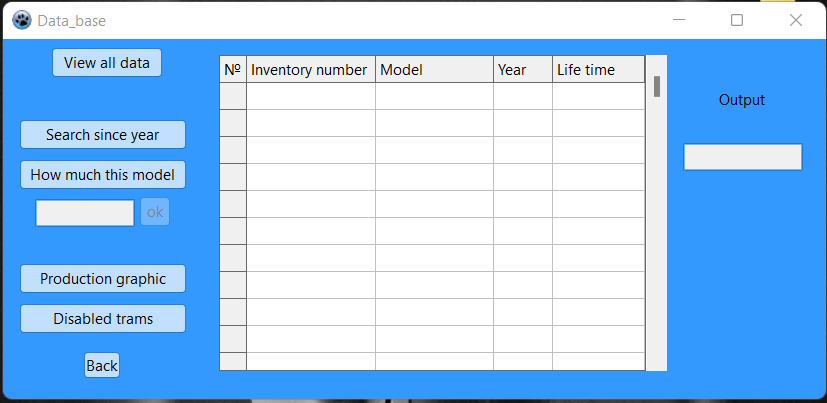 Data_base
View all data
Search since year
How much this model
ok
Production graphic
Disabled trams
Back
№ Inventory number Model Year Life time
Output